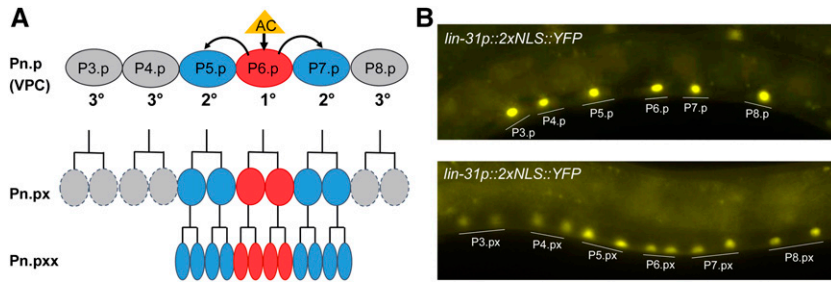 A
AC
Pn.p
(VPC)
P3.p P4.p P5.p P6.p P7.p P8.p
3° 3° 2° 1° 2° 3°
Pn.px
Pn.pxx
B
lin-31p::2xNLS::YFP
P3.p P4.p P5.p P6.p P7.p P8.p
lin-31p::2xNLS::YFP
P3.px P4.px P5.px P6.px P7.px P8.px